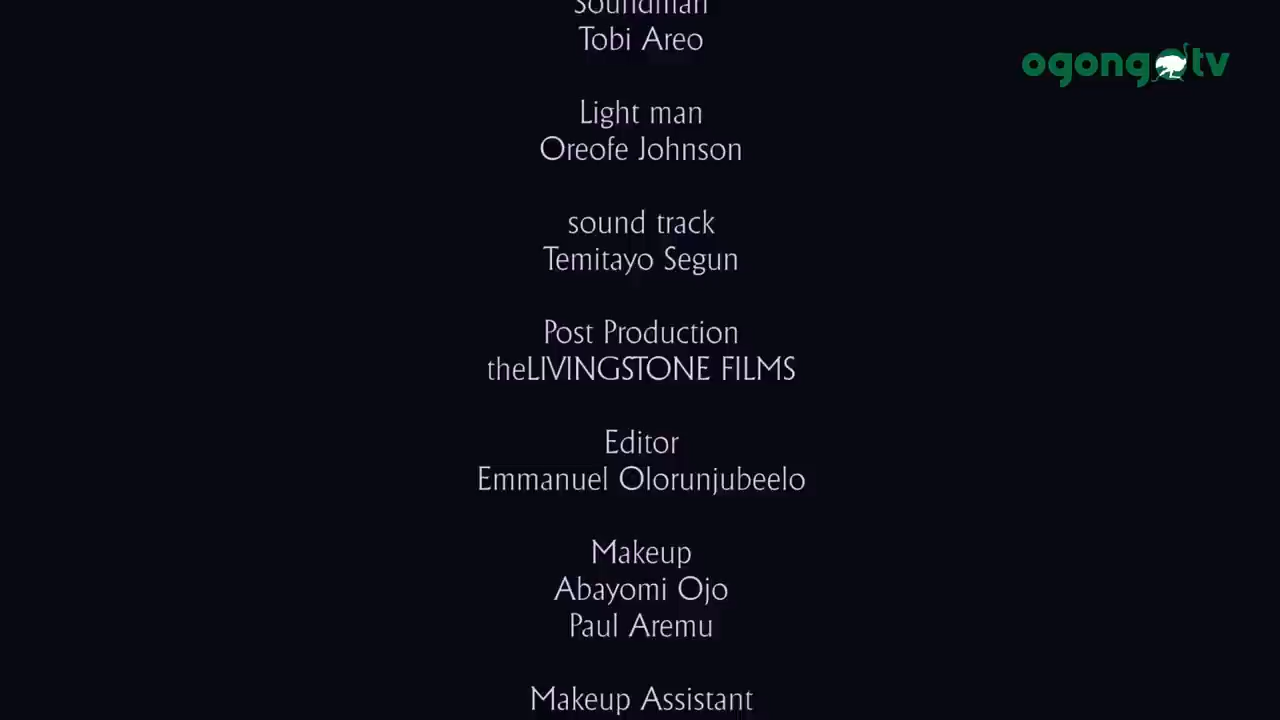 Soundman
Tobi Areo
ogongotv
Light man
Oreofe Johnson
sound track
Temitayo Segun
Post Production
theLIVINGSTONE FILMS
Editor
Emmanuel Olorunjubeelo
Makeup
Abayomi Ojo
Paul Aremu
Makeup Assistant